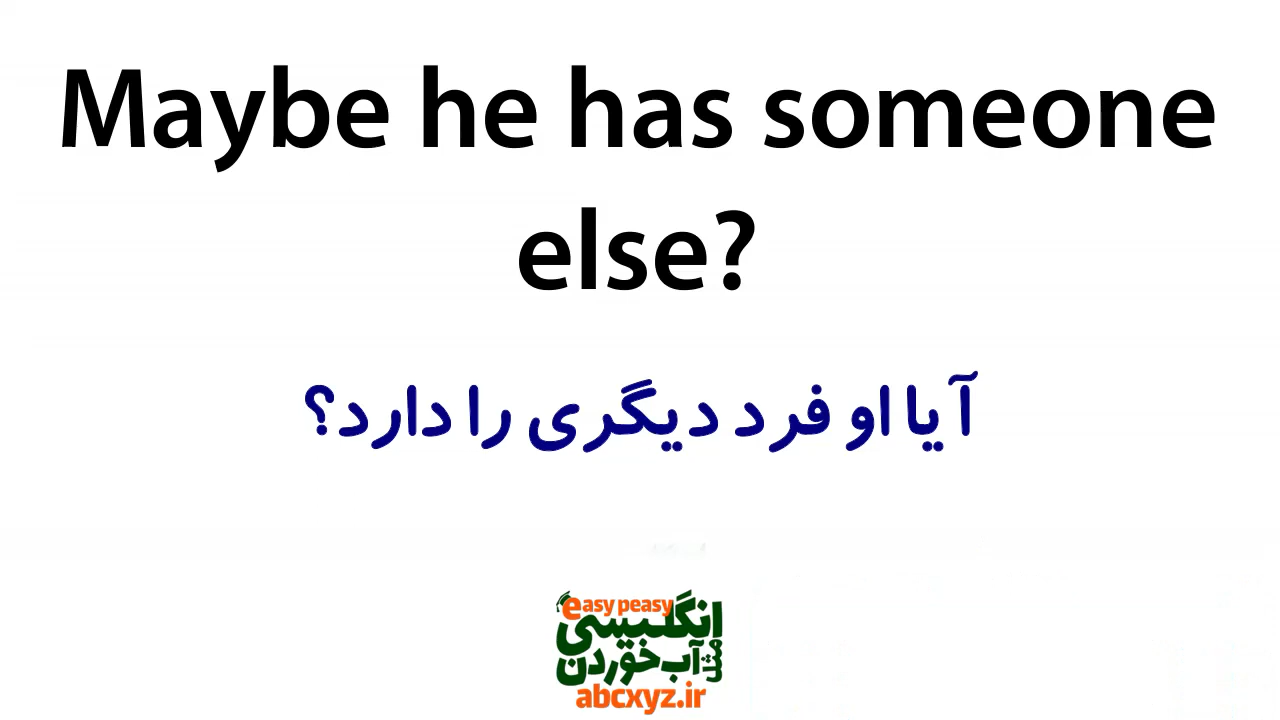 Maybe he has someone
else?
آیا او فرد دیگری را دارد؟
easy peasy
انگلیسی
مثل آب خوردن
abcxyz.ir